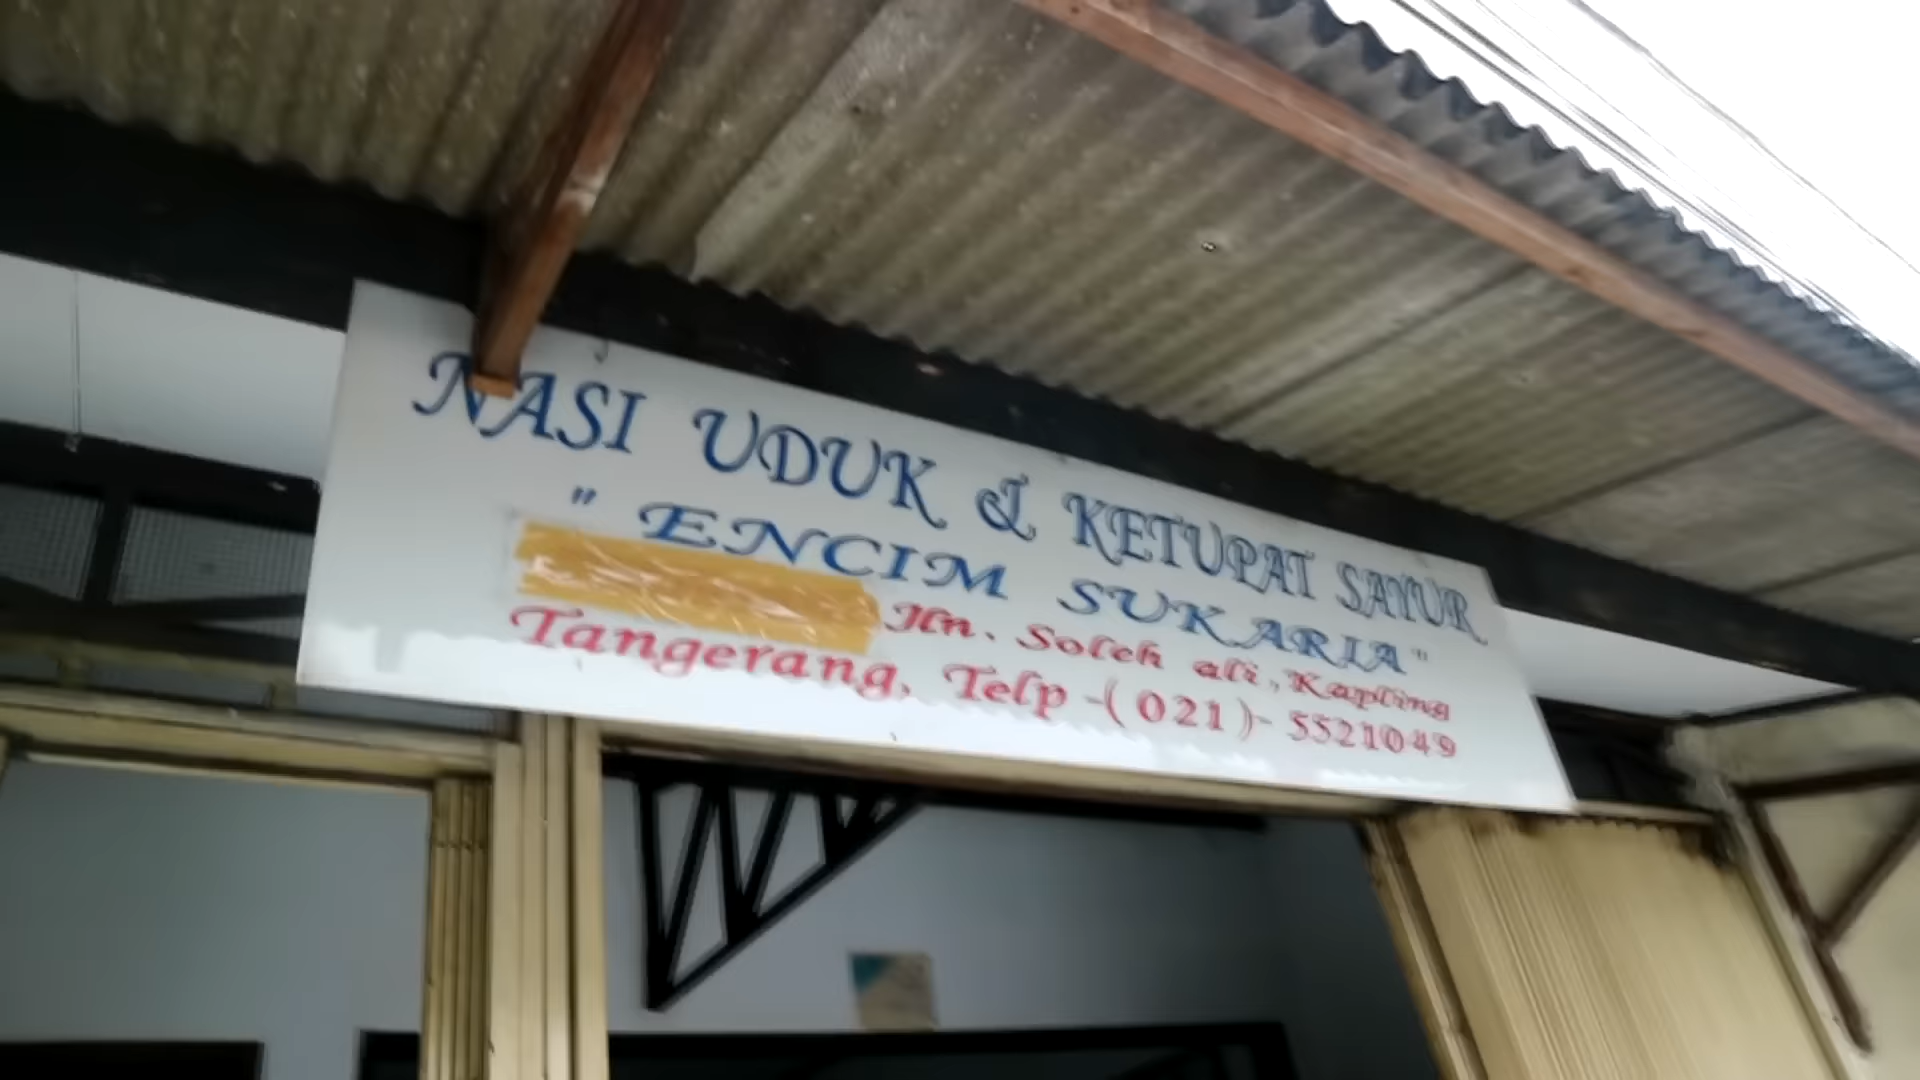 NASI UDUK & KETUPAT SAYUR
" ENCIM SUKARIA"
Jln. Soleh ali, Kapling
Tangerang, Telp -(021)- 5521049